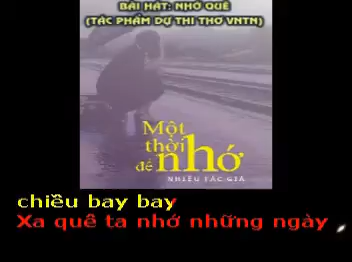 BÀI HÁT: NHỚ QUÊ
(TÁC PHẨM DỰ THI THƠ VNTN)
Một
thời
để nhớ
NHIỀU TÁC GIẢ
chiều bay bay
Xa quê ta nhớ những ngày